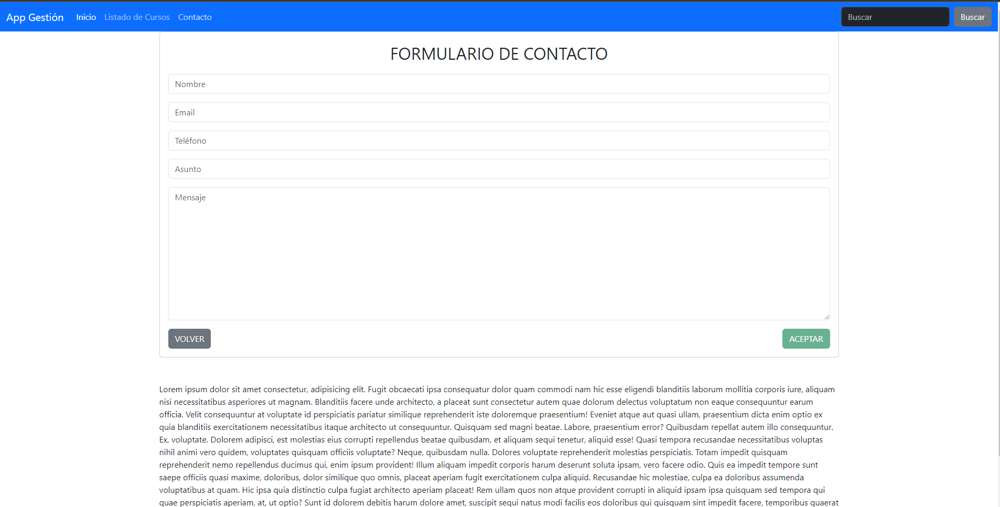 App Gestión Inicio Listado de Cursos Contacto Buscar Buscar
FORMULARIO DE CONTACTO
Nombre
Email
Teléfono
Asunto
Mensaje
VOLVER ACEPTAR
Lorem ipsum dolor sit amet consectetur, adipisicing elit. Fugit obcaecati ipsa consequatur dolor quam commodi nam hic esse eligendi blanditiis laborum mollitia corporis iure, aliquam
nisi necessitatibus asperiores ut magnam. Blanditiis facere unde architecto, a placeat sunt consectetur autem quae dolorum delectus voluptatum non eaque consequuntur earum
officia. Velit consequuntur at voluptate id perspiciatis pariatur similique reprehenderit iste doloremque praesentium! Eveniet atque aut quasi ullam, praesentium dicta enim optio ex
quia blanditiis exercitationem necessitatibus itaque architecto ut consequuntur. Quisquam sed magni beatae. Labore, praesentium error? Quibusdam repellat autem illo consequuntur.
Ex, voluptate. Dolorem adipisci, est molestias eius corrupti repellendus beatae quibusdam, et aliquam sequi tenetur, aliquid esse! Quasi tempora recusandae necessitatibus voluptas
nihil animi vero quidem, voluptates quisquam officiis voluptate? Neque, quibusdam nulla. Dolores voluptate reprehenderit molestias perspiciatis. Totam impedit quisquam
reprehenderit nemo repellendus ducimus qui, enim ipsum provident! Illum aliquam impedit corporis harum deserunt soluta ipsam, vero facere odio. Quis ea impedit tempore sunt
saepe officiis quasi maxime, doloribus, dolor similique quo omnis, placeat aperiam fugit exercitationem culpa aliquid. Recusandae hic molestiae, culpa ea doloribus assumenda
voluptatibus at quam. Hic ipsa quia distinctio culpa fugiat architecto aperiam placeat! Rem ullam quos non atque provident corrupti in aliquid ipsam ipsa quisquam sed tempora qui
quae perspiciatis aperiam, at, ut optio? Sunt id dolorem debitis harum dolore amet, suscipit sequi natus modi facilis eos doloribus qui quisquam sint impedit facere, temporibus quaerat